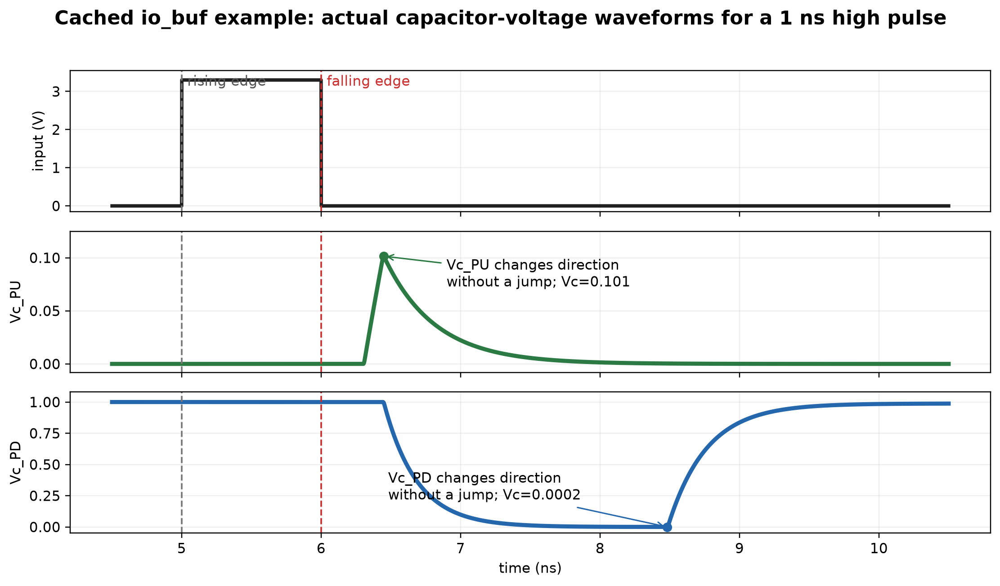 Cached io_buf example: actual capacitor-voltage waveforms for a 1 ns high pulse
rising edge
falling edge
3
2
1
0
input (V)
Vc_PU changes direction
without a jump; Vc=0.101
0.10
0.05
0.00
Vc_PU
1.00
0.75
0.50
0.25
0.00
Vc_PD
Vc_PD changes direction
without a jump; Vc=0.0002
5 6 7 8 9 10
time (ns)